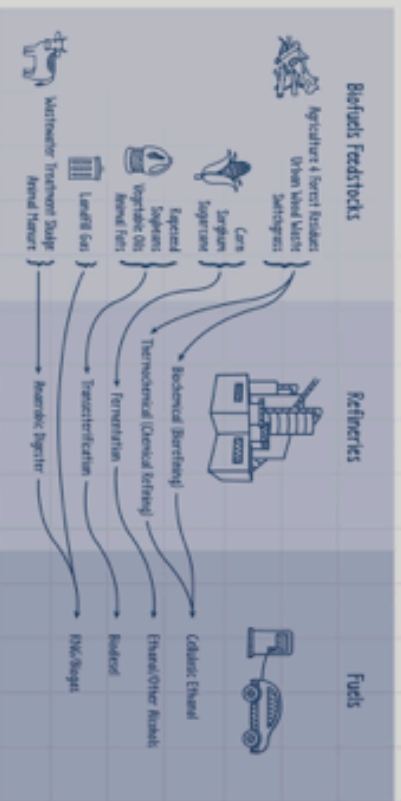 Biofuels Feedstocks
Agriculture & Forest Residues
Urban Wood Waste
Switchgrass
Corn
Sorghum
Sugarcane
Rapeseed
Soybeans
Vegetable Oils
Animal Fats
Landfill Gas
Wastewater Treatment Sludge
Animal Manure
Refineries
Biochemical (Biorefining)
Thermochemical (Chemical Refining)
Fermentation
Transesterification
Anaerobic Digester
Fuels
Cellulosic Ethanol
Ethanol/Other Alcohols
Biodiesel
RNG/Biogas